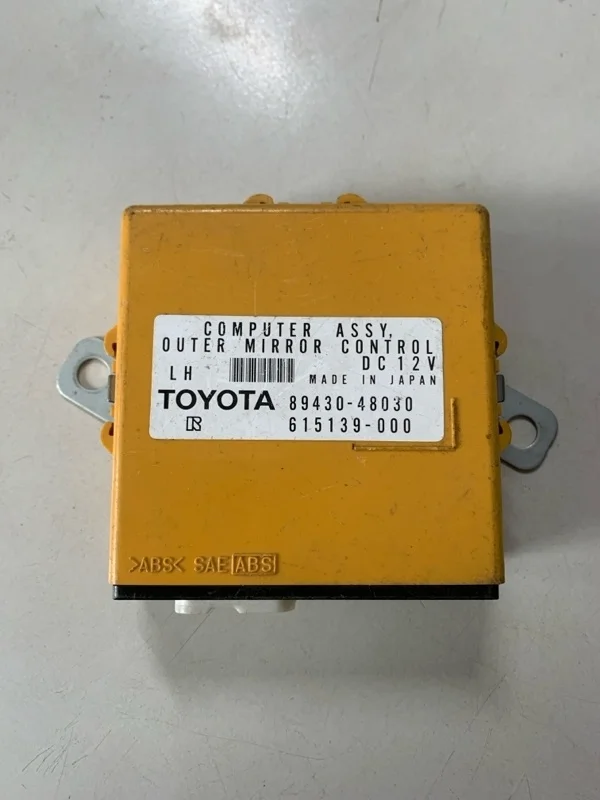 COMPUTER ASSY,
OUTER MIRROR CONTROL
DC12V
LH MADE IN JAPAN
TOYOTA 89430-48030
R 615139-000
>ABS< SAE ABS